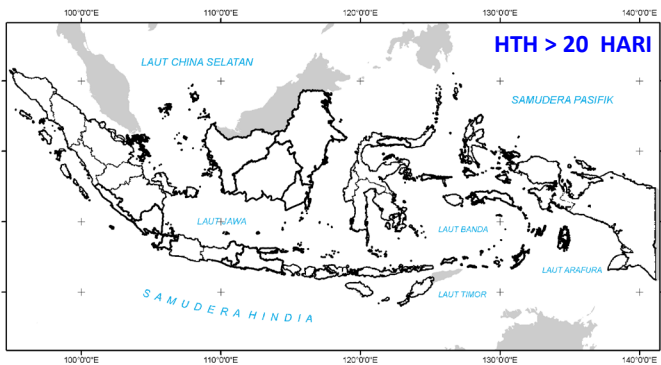 100°0'0"E 110°0'0"E 120°0'0"E 130°0'0"E 140°0'0"E
HTH > 20 HARI
LAUT CHINA SELATAN
SAMUDERA PASIFIK
LAUT JAWA
LAUT BANDA
LAUT ARAFURA
LAUT TIMOR
SAMUDERA HINDIA
100°0'0"E 110°0'0"E 120°0'0"E 130°0'0"E 140°0'0"E